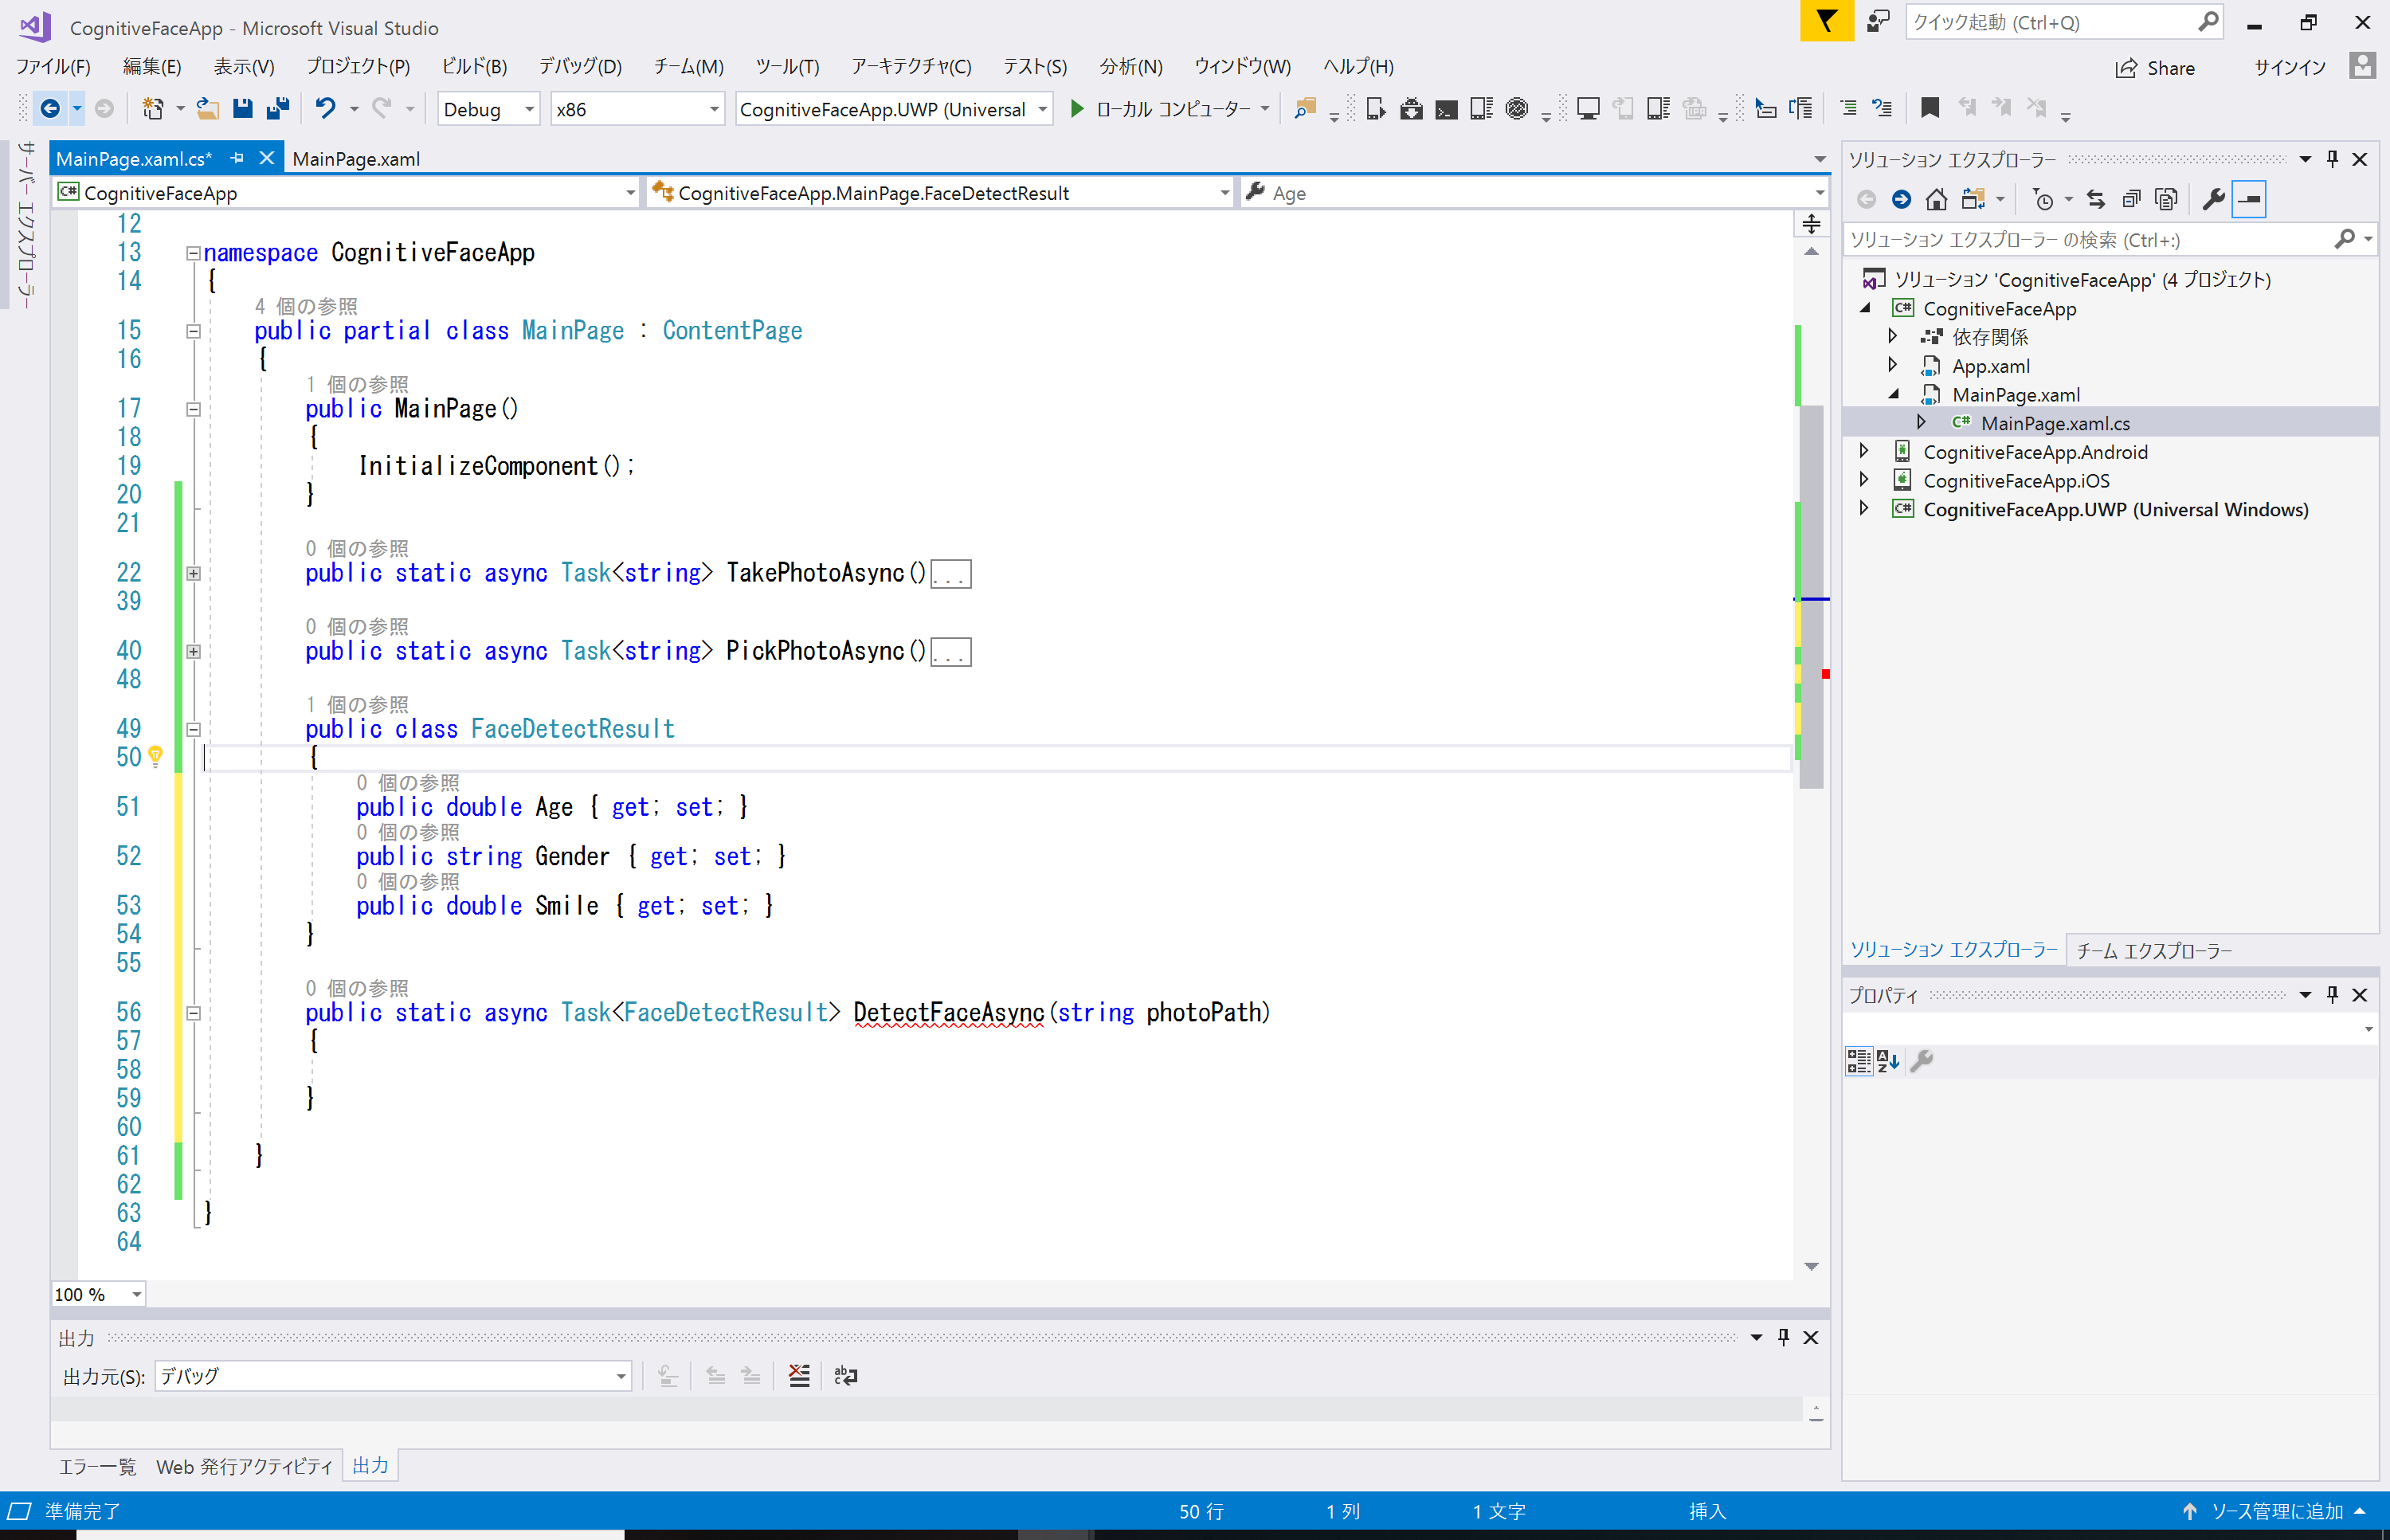 CognitiveFaceApp - Microsoft Visual Studio
クイック起動 (Ctrl+Q)
ファイル(F) 編集(E) 表示(V) プロジェクト(P) ビルド(B) デバッグ(D) チーム(M) ツール(T) アーキテクチャ(C) テスト(S) 分析(N) ウィンドウ(W) ヘルプ(H)
Share サインイン
Debug x86 CognitiveFaceApp.UWP (Universal ローカル コンピューター
サーバー エクスプローラー
MainPage.xaml.cs* MainPage.xaml
CognitiveFaceApp CognitiveFaceApp.MainPage.FaceDetectResult Age
12
13 namespace CognitiveFaceApp
14 {
4 個の参照
15 public partial class MainPage : ContentPage
16 {
1 個の参照
17 public MainPage()
18 {
19 InitializeComponent();
20 }
21
0 個の参照
22 public static async Task<string> TakePhotoAsync()...
39
0 個の参照
40 public static async Task<string> PickPhotoAsync()...
48
1 個の参照
49 public class FaceDetectResult
50 {
0 個の参照
51 public double Age { get; set; }
0 個の参照
52 public string Gender { get; set; }
0 個の参照
53 public double Smile { get; set; }
54 }
55
0 個の参照
56 public static async Task<FaceDetectResult> DetectFaceAsync(string photoPath)
57 {
58
59 }
60
61 }
62
63 }
64
100 %
出力
出力元(S): デバッグ
エラー一覧 Web 発行アクティビティ 出力
ソリューション エクスプローラー
ソリューション エクスプローラー の検索 (Ctrl+:)
ソリューション 'CognitiveFaceApp' (4 プロジェクト)
C# CognitiveFaceApp
依存関係
App.xaml
MainPage.xaml
C# MainPage.xaml.cs
CognitiveFaceApp.Android
CognitiveFaceApp.iOS
C# CognitiveFaceApp.UWP (Universal Windows)
ソリューション エクスプローラー チーム エクスプローラー
プロパティ
準備完了 50 行 1 列 1 文字 挿入 ソース管理に追加